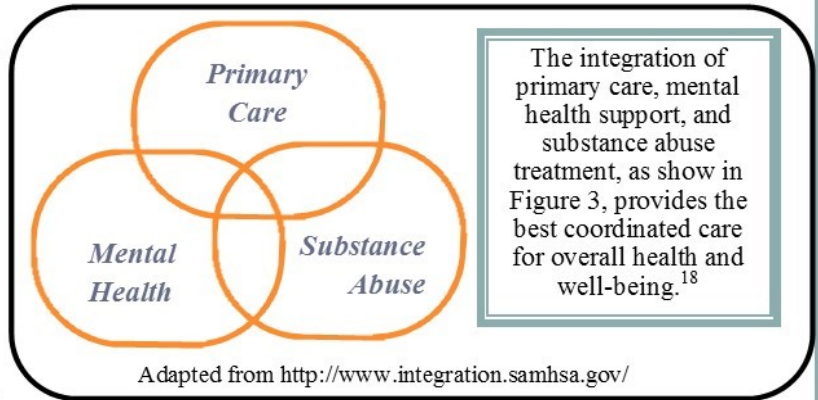 Primary
Care
Mental
Health
Substance
Abuse
The integration of
primary care, mental
health support, and
substance abuse
treatment, as show in
Figure 3, provides the
best coordinated care
for overall health and
well-being.18
Adapted from http://www.integration.samhsa.gov/